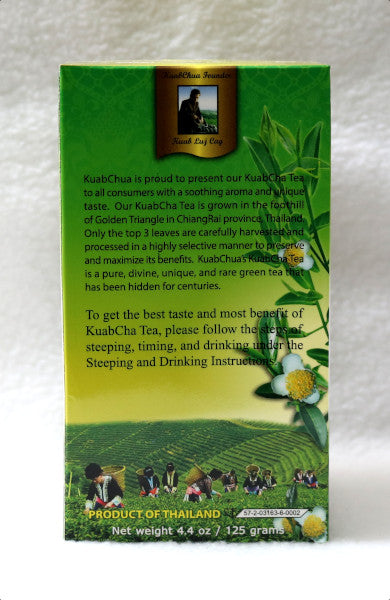 KuabChua Founder
Kuab Luz Cag
KuabChua is proud to present our KuabCha Tea
to all consumers with a soothing aroma and unique
taste. Our KuabCha Tea is grown in the foothill
of Golden Triangle in ChiangRai province, Thailand.
Only the top 3 leaves are carefully harvested and
processed in a highly selective manner to preserve
and maximize its benefits. KuabChua's KuabCha Tea
is a pure, divine, unique, and rare green tea that
has been hidden for centuries.
To get the best taste and most benefit of
KuabCha Tea, please follow the steps of
steeping, timing, and drinking under the
Steeping and Drinking Instructions.
PRODUCT OF THAILAND
57-2-03163-6-0002
Net weight 4.4 oz / 125 grams